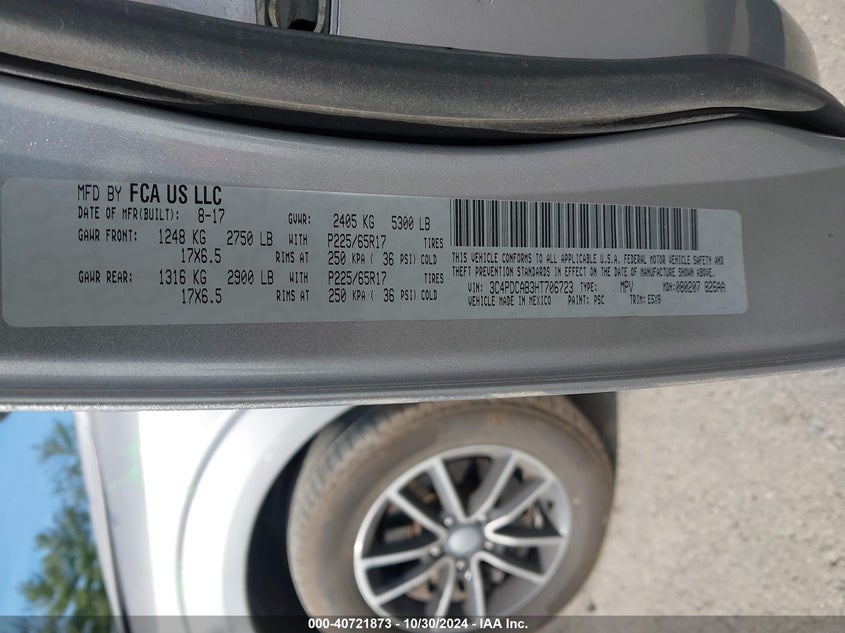 MFD BY FCA US LLC
DATE OF MFR(BUILT): 8-17 GVWR: 2405 KG 5300 LB
GAWR FRONT: 1248 KG 2750 LB WITH P225/65R17 TIRES
17X6.5 RIMS AT 250 KPA ( 36 PSI) COLD
GAWR REAR: 1316 KG 2900 LB WITH P225/65R17 TIRES
17X6.5 RIMS AT 250 KPA ( 36 PSI) COLD
THIS VEHICLE CONFORMS TO ALL APPLICABLE U.S.A. FEDERAL MOTOR VEHICLE SAFETY AND
THEFT PREVENTION STANDARDS IN EFFECT ON THE DATE OF MANUFACTURE SHOWN ABOVE.
VIN: 3C4PDCAB3HT706723 TYPE: MPV MDH: 080207 826AA
VEHICLE MADE IN MEXICO PAINT: PSC TRIM: ESX9
000-40721873 - 10/30/2024 - IAA Inc.